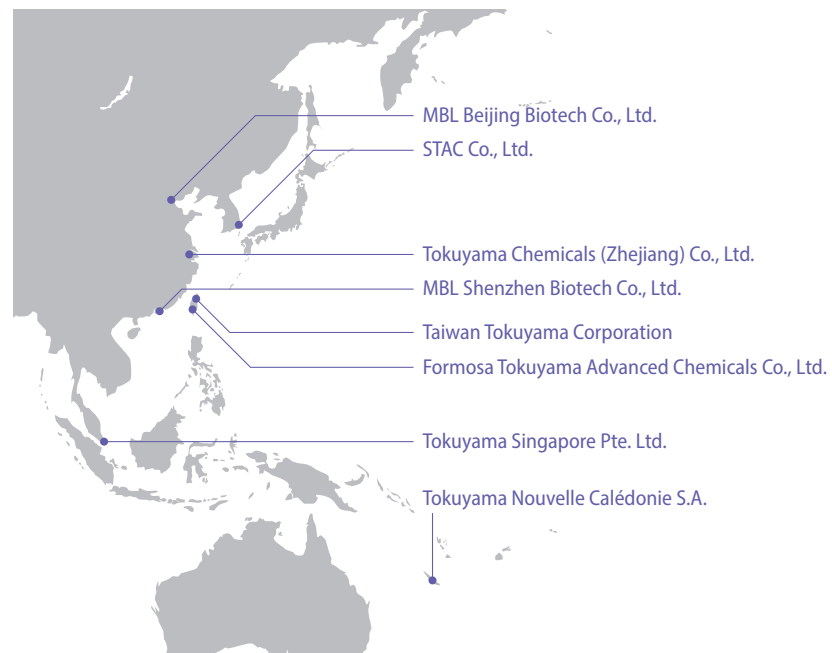 MBL Beijing Biotech Co., Ltd.
STAC Co., Ltd.
Tokuyama Chemicals (Zhejiang) Co., Ltd.
MBL Shenzhen Biotech Co., Ltd.
Taiwan Tokuyama Corporation
Formosa Tokuyama Advanced Chemicals Co., Ltd.
Tokuyama Singapore Pte. Ltd.
Tokuyama Nouvelle Calédonie S.A.